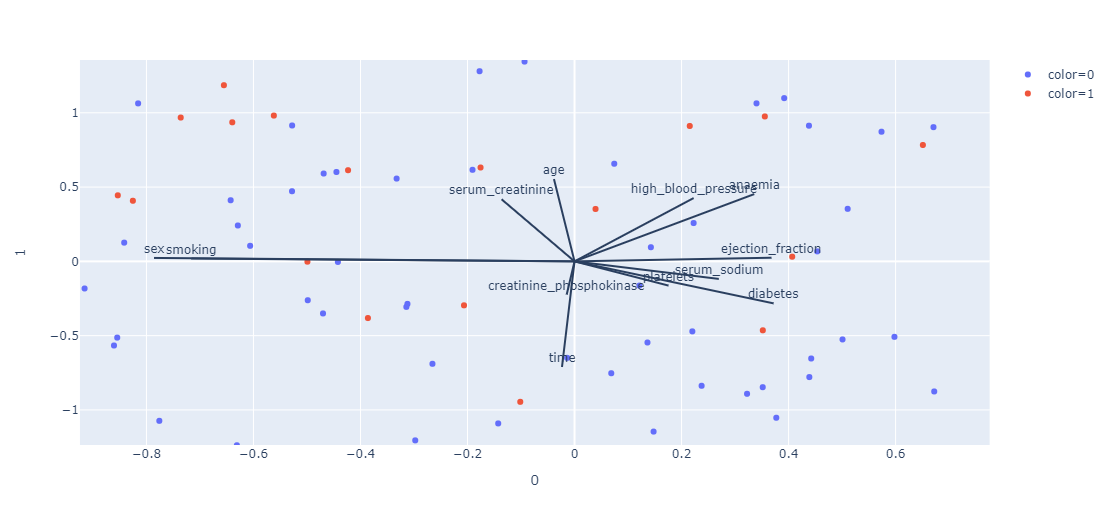 color=0
color=1
1
0.5
0
−0.5
−1
1
age
serum_creatinine
high_blood_pressure
anaemia
sex
smoking
ejection_fraction
serum_sodium
platelets
creatinine_phosphokinase
diabetes
time
−0.8
−0.6
−0.4
−0.2
0
0.2
0.4
0.6
0